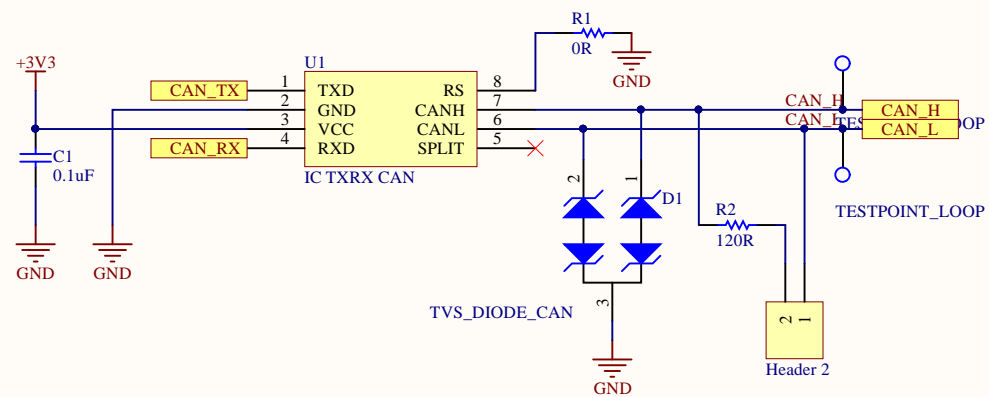 R1
0R
GND
+3V3
U1
CAN_TX
1
TXD
RS
8
2
GND
CANH
7
CAN_H
CAN_H
3
VCC
CANL
6
CAN_L
CAN_L
CAN_RX
4
RXD
SPLIT
5
IC TXRX CAN
C1
0.1uF
GND
GND
2
1
D1
3
TVS_DIODE_CAN
GND
R2
120R
TESTPOINT_LOOP
2
1
Header 2